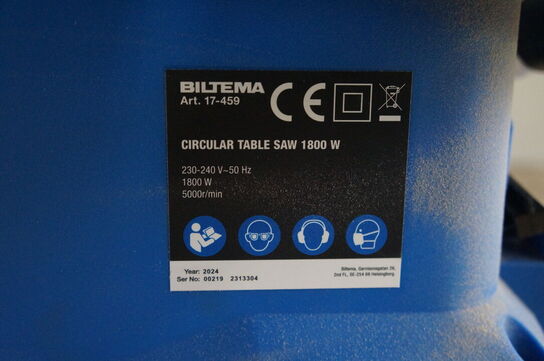 BILTEMA
Art. 17-459
CE
CIRCULAR TABLE SAW 1800 W
230-240 V~50 Hz
1800 W
5000r/min
Year: 2024
Ser No: 00219 2313304
Biltema, Garnisonsgatan 26,
2nd FL, SE-254 66 Helsingborg.